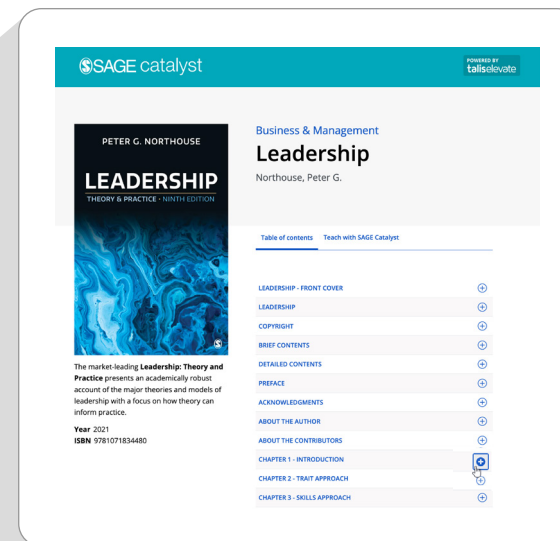 SAGE catalyst
POWERED BY
taliselevate
PETER G. NORTHOUSE
LEADERSHIP
THEORY & PRACTICE • NINTH EDITION
The market-leading Leadership: Theory and
Practice presents an academically robust
account of the major theories and models of
leadership with a focus on how theory can
inform practice.
Year 2021
ISBN 9781071834480
Business & Management
Leadership
Northouse, Peter G.
Table of contents Teach with SAGE Catalyst
LEADERSHIP - FRONT COVER
LEADERSHIP
COPYRIGHT
BRIEF CONTENTS
DETAILED CONTENTS
PREFACE
ACKNOWLEDGMENTS
ABOUT THE AUTHOR
ABOUT THE CONTRIBUTORS
CHAPTER 1 - INTRODUCTION
CHAPTER 2 - TRAIT APPROACH
CHAPTER 3 - SKILLS APPROACH